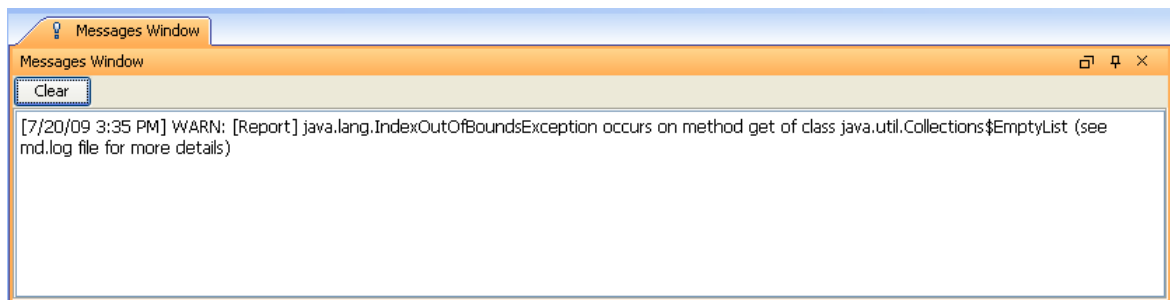 Messages Window
Messages Window
Clear
[7/20/09 3:35 PM] WARN: [Report] java.lang.IndexOutOfBoundsException occurs on method get of class java.util.Collections$EmptyList (see
md.log file for more details)